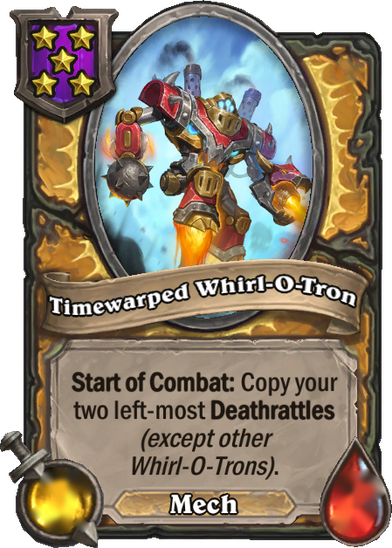 Timewarped Whirl-O-Tron
Start of Combat: Copy your
two left-most Deathrattles
(except other
Whirl-O-Trons).
Mech